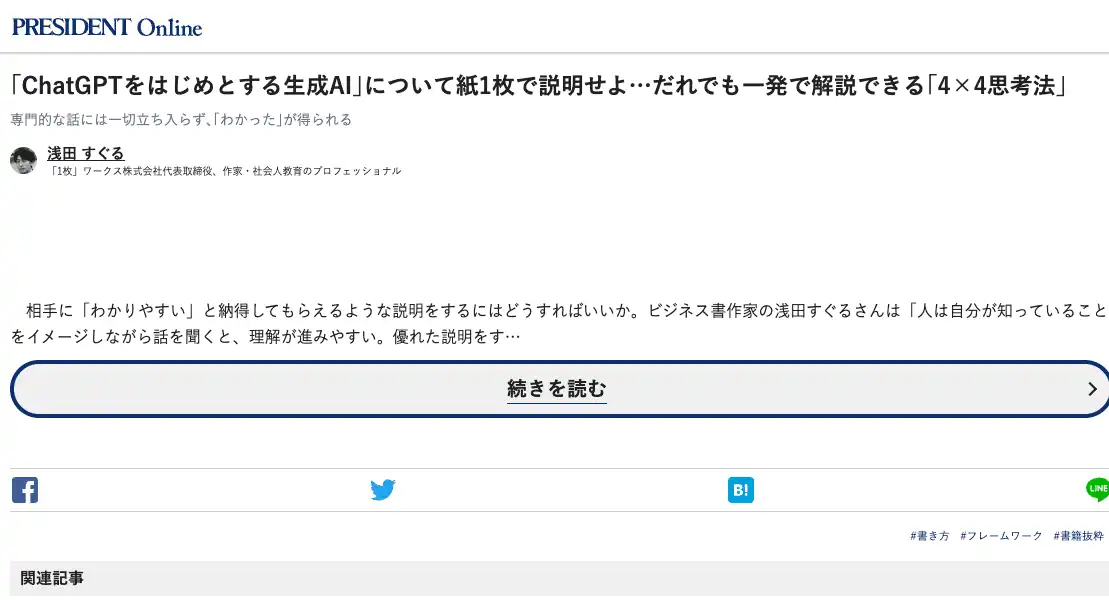 PRESIDENT Online
「ChatGPTをはじめとする生成AI」について紙1枚で説明せよ…だれでも一発で解説できる「4×4思考法」
専門的な話には一切立ち入らず、「わかった」が得られる
浅田 すぐる
「1枚」ワークス株式会社代表取締役、作家・社会人教育のプロフェッショナル
相手に「わかりやすい」と納得してもらえるような説明をするにはどうすればいいか。ビジネス書作家の浅田すぐるさんは「人は自分が知っていること
をイメージしながら話を聞くと、理解が進みやすい。優れた説明をす…
続きを読む
B!
LINE
#書き方 #フレームワーク #書籍抜粋
関連記事